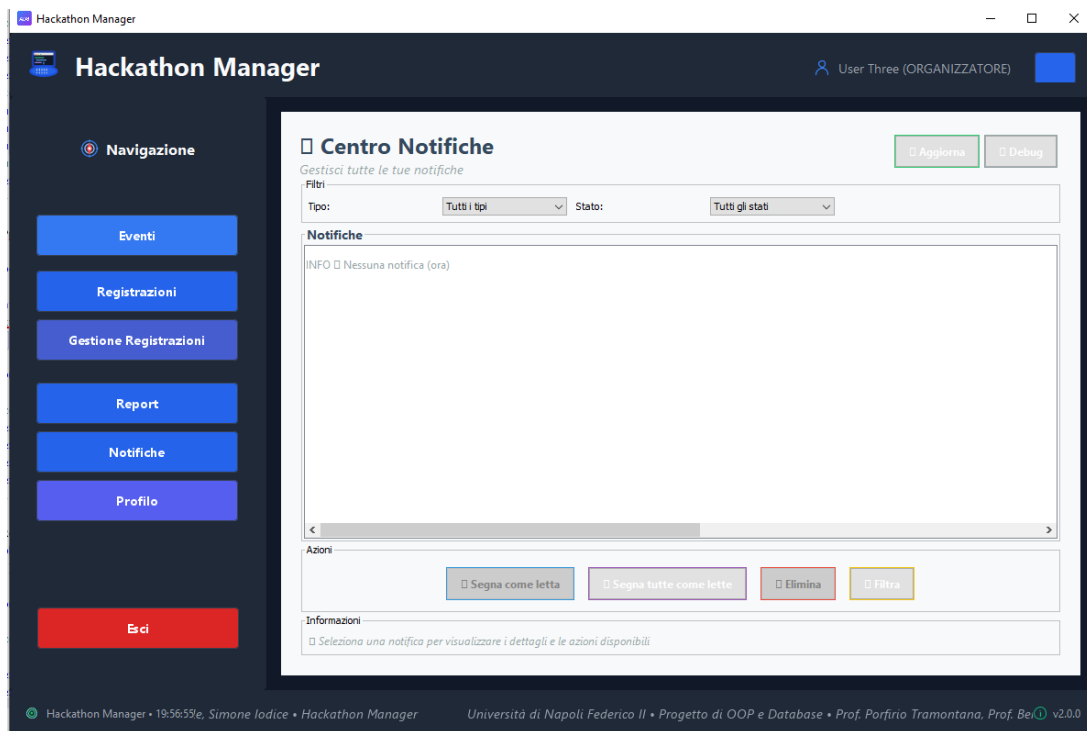 Hackathon Manager
Hackathon Manager
User Three (ORGANIZZATORE)
Navigazione
Eventi
Registrazioni
Gestione Registrazioni
Report
Notifiche
Profilo
Esci
Centro Notifiche
Gestisci tutte le tue notifiche
Aggiorna
Debug
Filtri
Tipo: Tutti i tipi Stato: Tutti gli stati
Notifiche
INFO Nessuna notifica (ora)
Azioni
Segna come letta
Segna tutte come lette
Elimina
Filtra
Informazioni
Seleziona una notifica per visualizzare i dettagli e le azioni disponibili
Hackathon Manager • 19:56:55 e, Simone Iodice • Hackathon Manager Università di Napoli Federico II • Progetto di OOP e Database • Prof. Porfirio Tramontana, Prof. v2.0.0